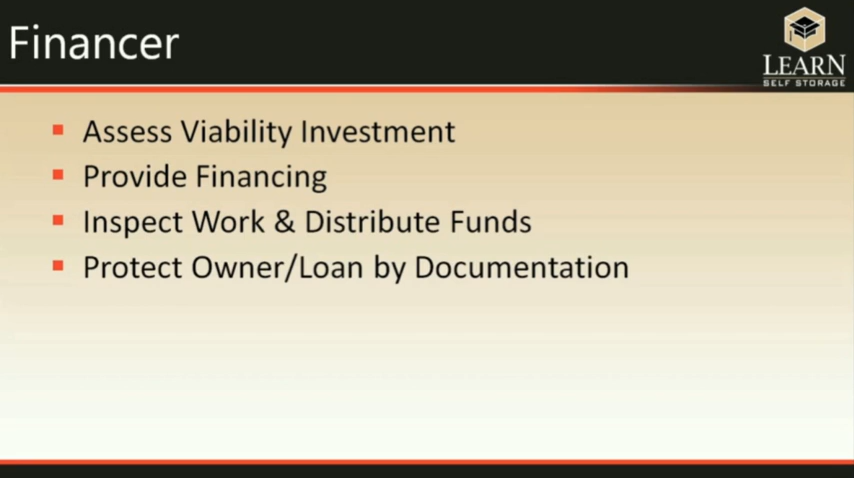 Financer
LEARN
SELF STORAGE
Assess Viability Investment
Provide Financing
Inspect Work & Distribute Funds
Protect Owner/Loan by Documentation